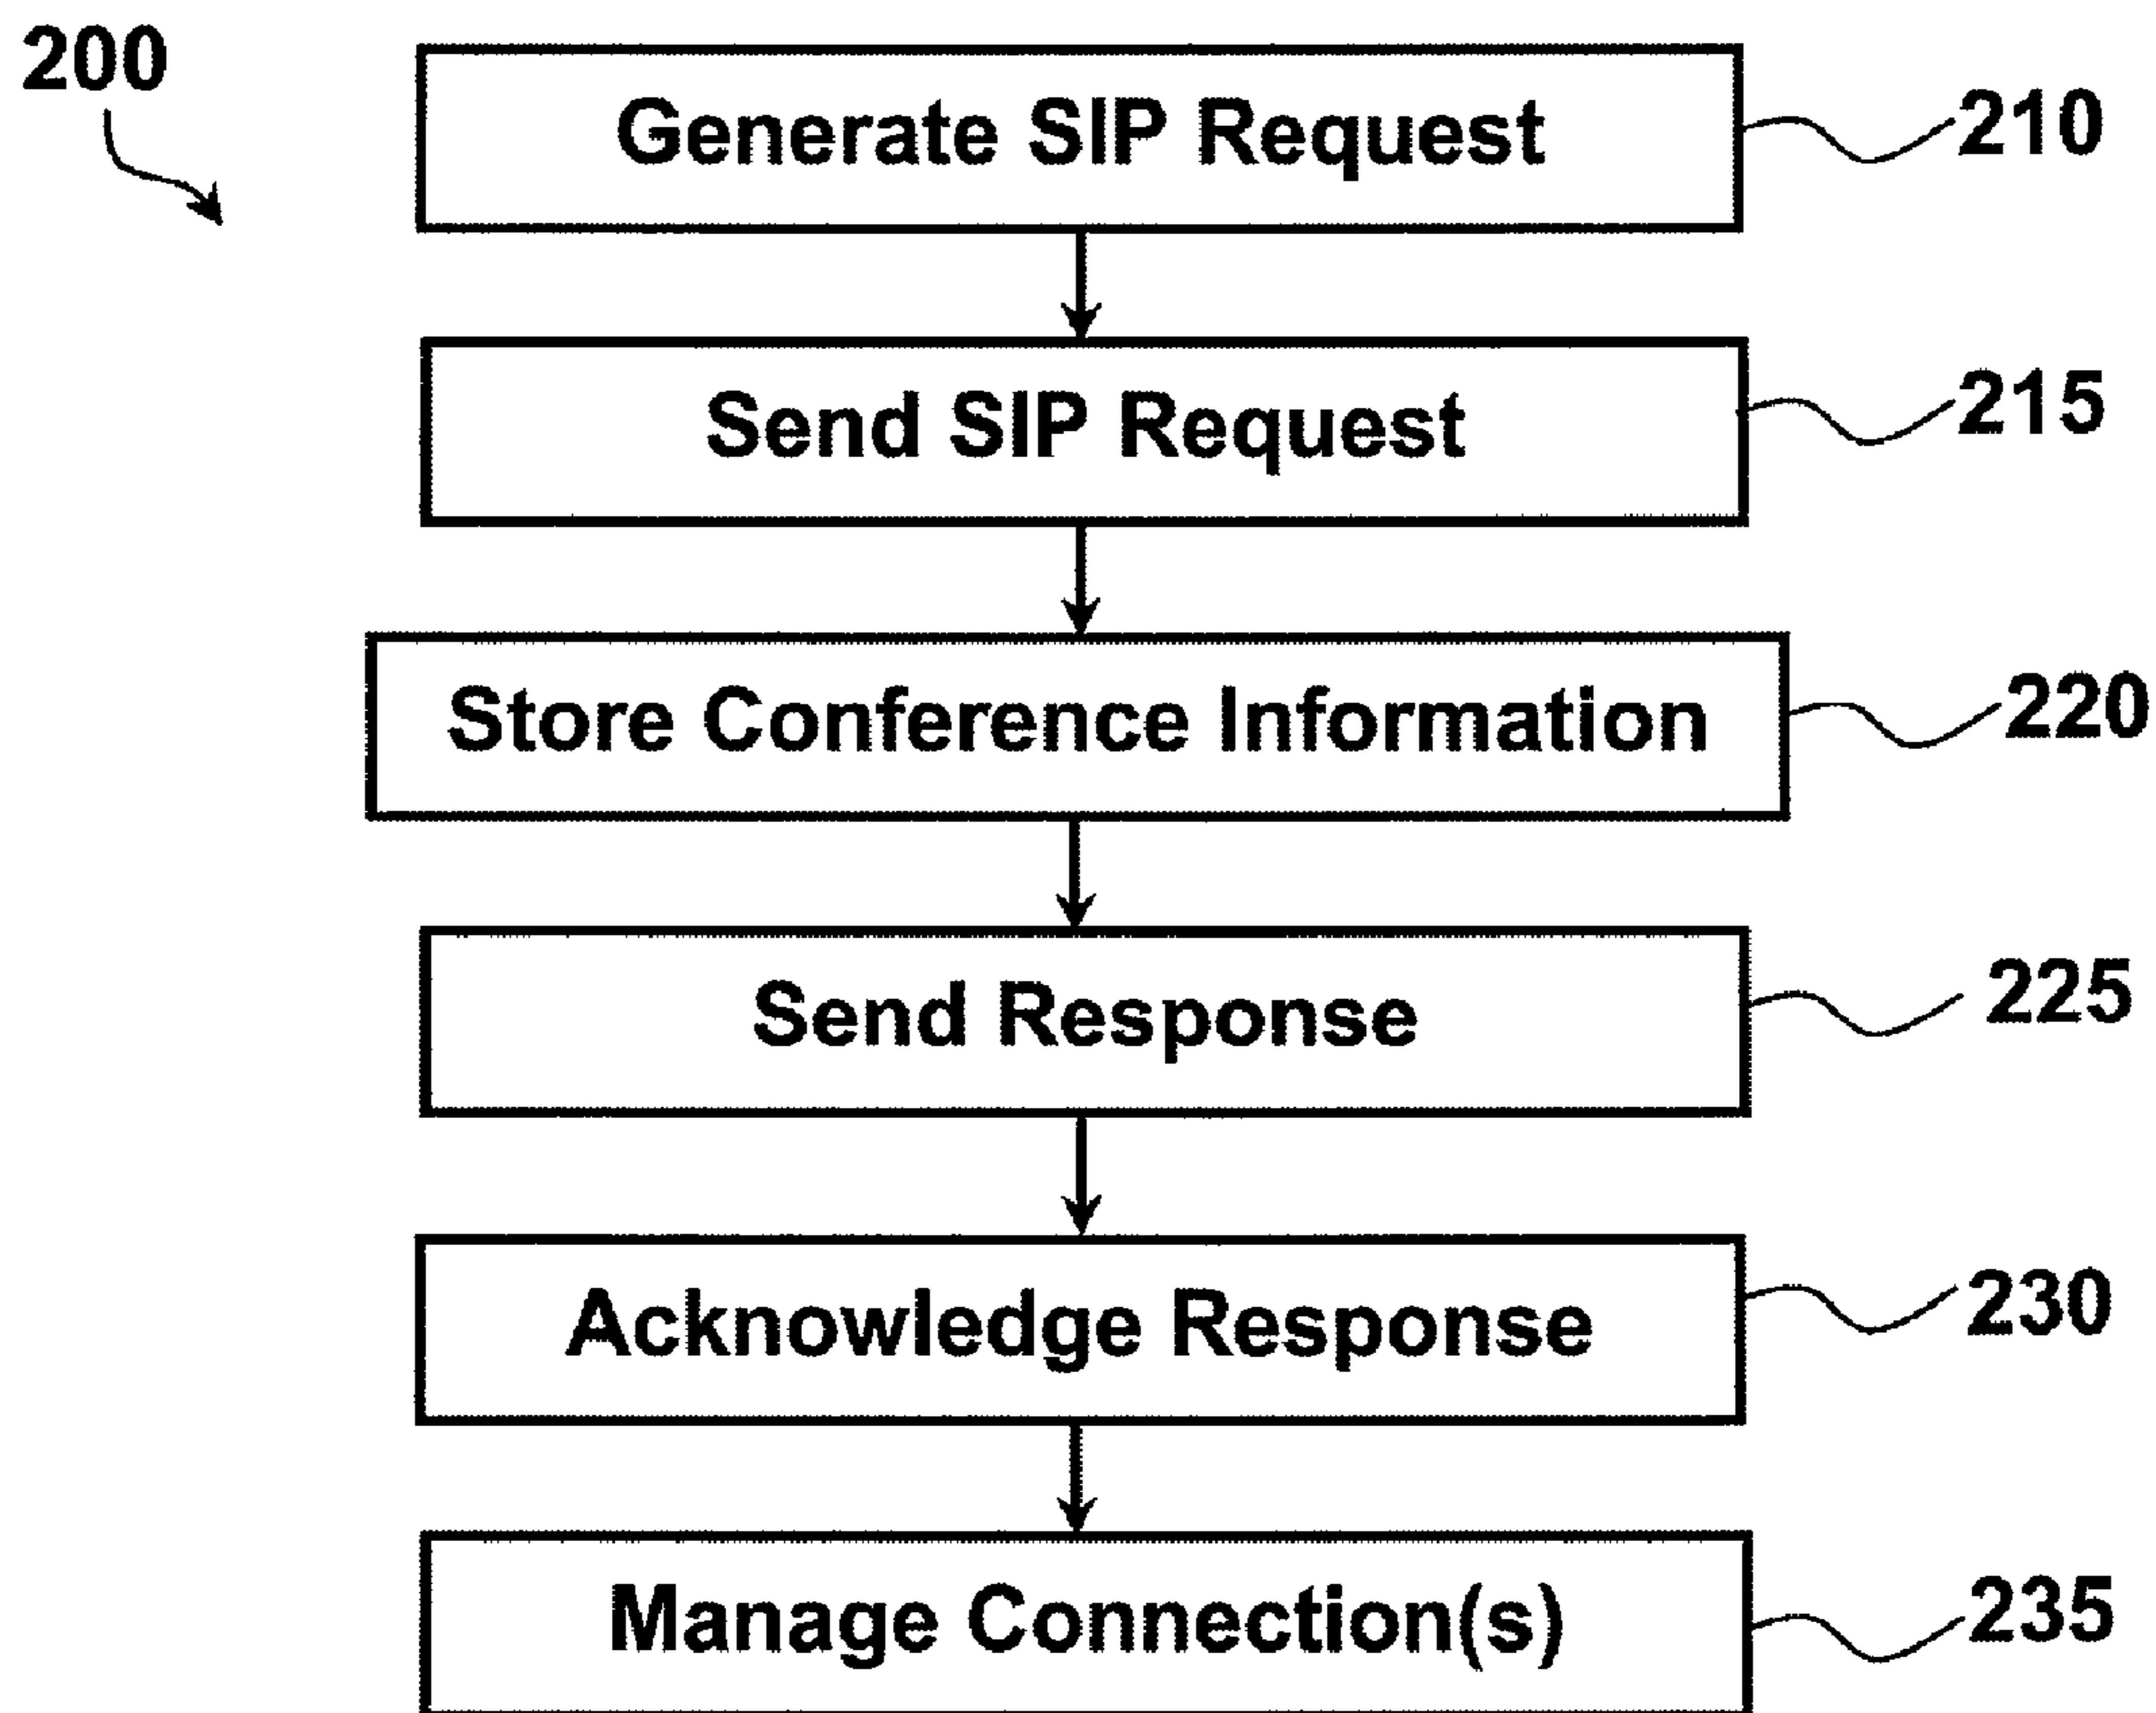 200
Generate SIP Request
210
Send SIP Request
215
Store Conference Information
220
Send Response
225
Acknowledge Response
230
Manage Connection(s)
235